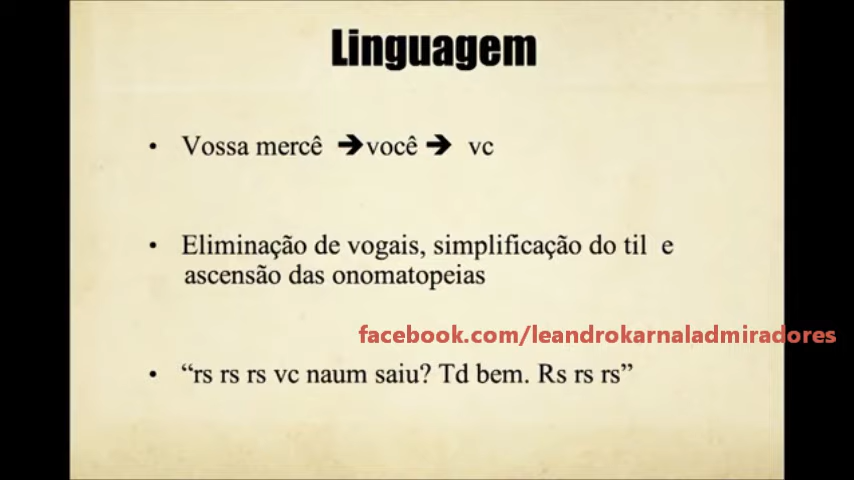 Linguagem
• Vossa mercê ➔você ➔ vc
• Eliminação de vogais, simplificação do til e
ascensão das onomatopeias
facebook.com/leandrokarnaladmiradores
• “rs rs rs vc naum saiu? Td bem. Rs rs rs”